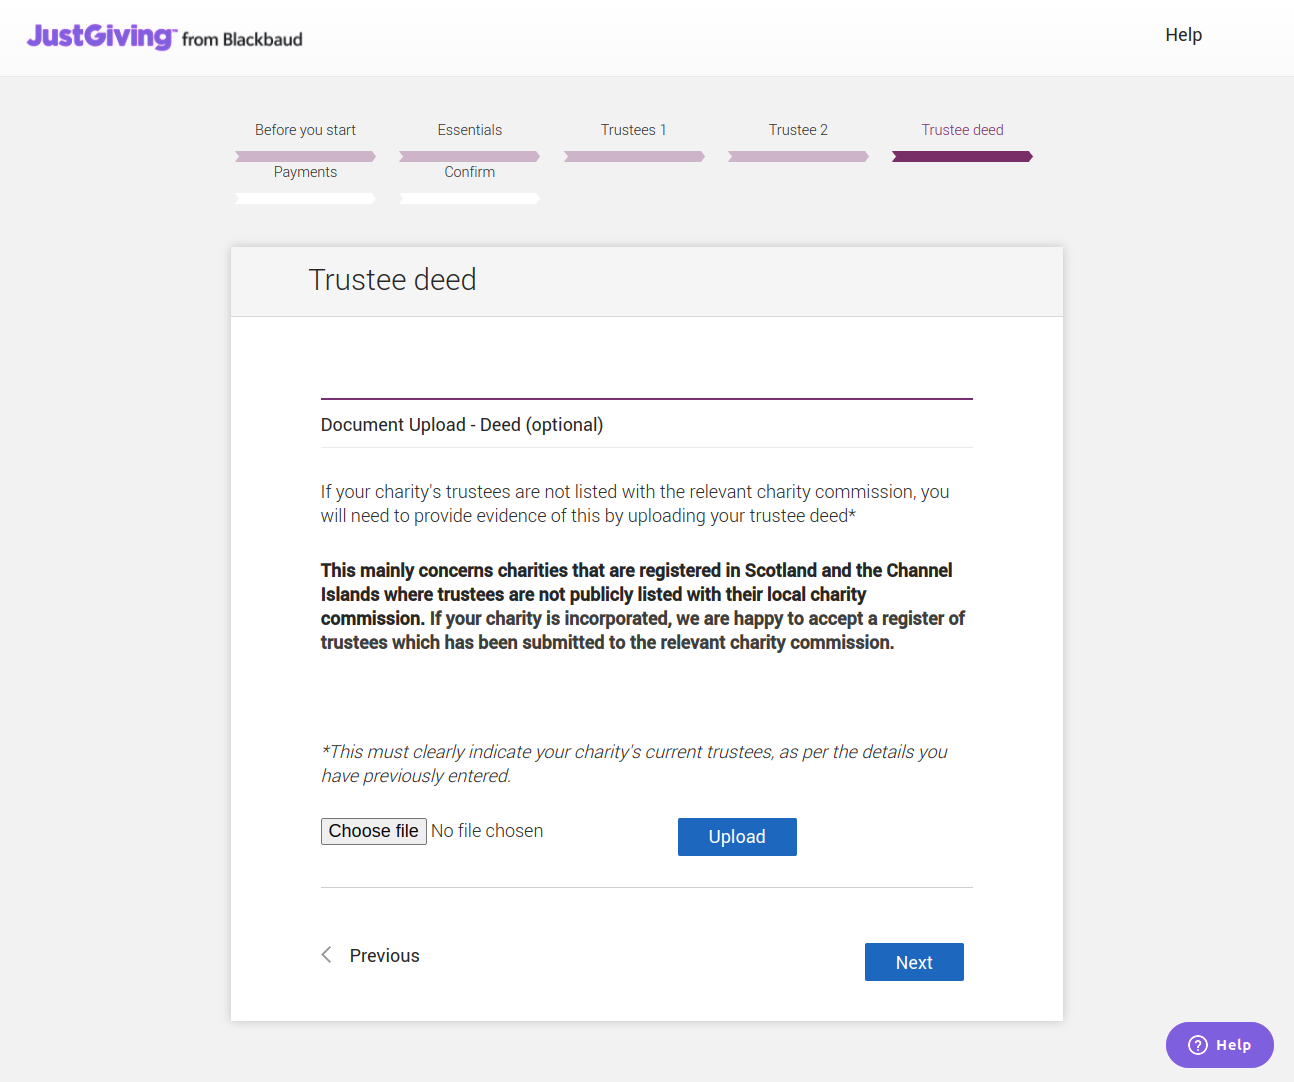 JustGiving™ from Blackbaud
Help
Before you start
Essentials
Trustees 1
Trustee 2
Trustee deed
Payments
Confirm
Trustee deed
Document Upload - Deed (optional)
If your charity's trustees are not listed with the relevant charity commission, you
will need to provide evidence of this by uploading your trustee deed*
This mainly concerns charities that are registered in Scotland and the Channel
Islands where trustees are not publicly listed with their local charity
commission. If your charity is incorporated, we are happy to accept a register of
trustees which has been submitted to the relevant charity commission.
*This must clearly indicate your charity's current trustees, as per the details you
have previously entered.
Choose file No file chosen
Upload
Previous
Next
Help